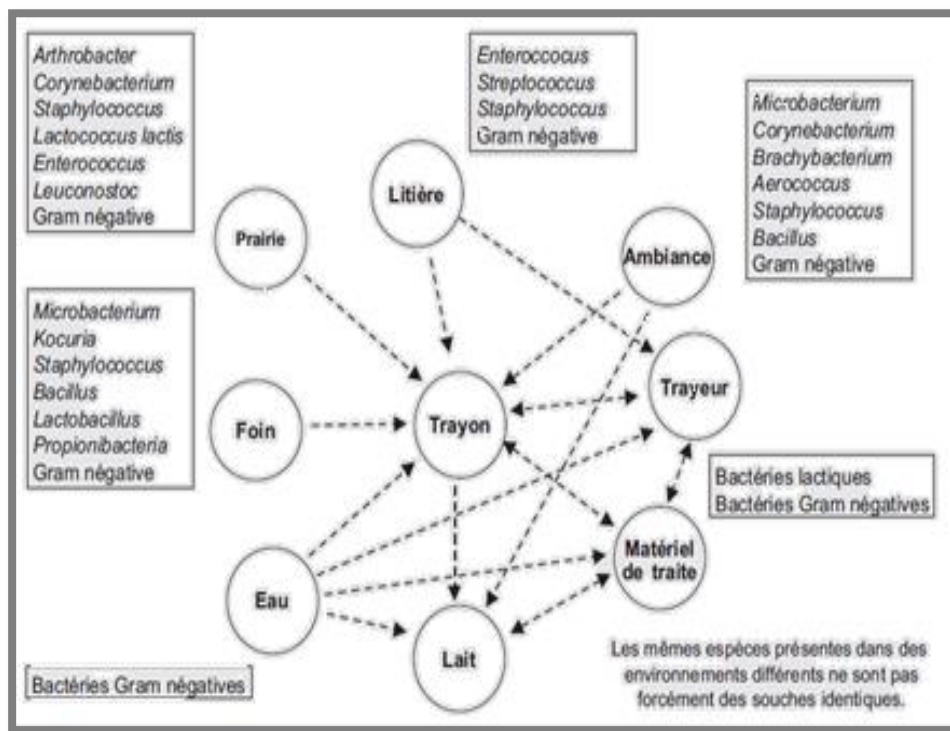 Arthrobacter
Corynebacterium
Staphylococcus
Lactococcus lactis
Enterococcus
Leuconostoc
Gram négative
Enteroccocus
Streptococcus
Staphylococcus
Gram négative
Microbacterium
Corynebacterium
Brachybacterium
Aerococcus
Staphylococcus
Bacillus
Gram négative
Prairie
Litière
Ambiance
Microbacterium
Kocuria
Staphylococcus
Bacillus
Lactobacillus
Propionibacteria
Gram négative
Foin
Trayon
Trayeur
Bactéries lactiques
Bactéries Gram négatives
Matériel
de traite
Eau
Lait
Bactéries Gram négatives
Les mêmes espèces présentes dans des
environnements différents ne sont pas
forcément des souches identiques.